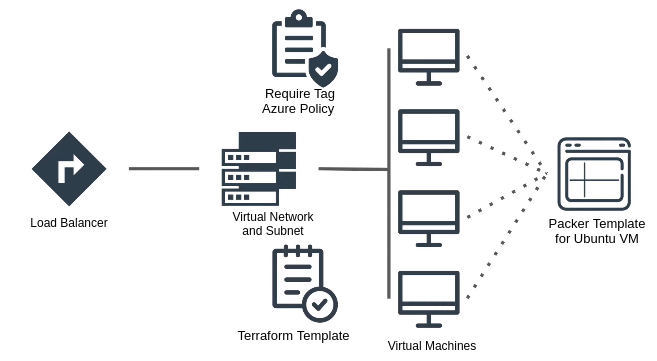 Require Tag
Azure Policy
Load Balancer
Virtual Network
and Subnet
Packer Template
for Ubuntu VM
Terraform Template
Virtual Machines